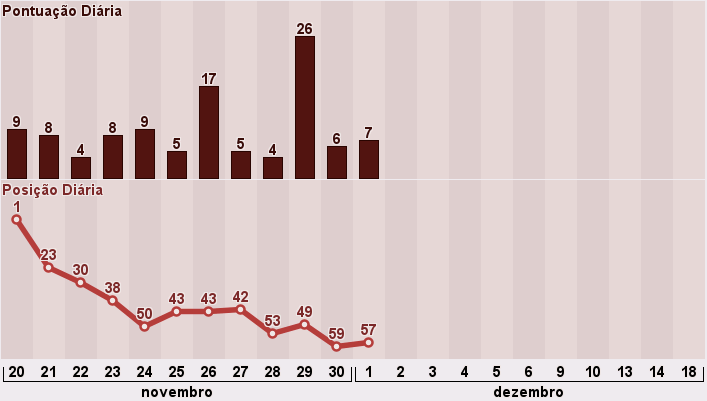 Pontuação Diária
9 8 4 8 9 5 17 5 4 26 6 7
Posição Diária
1 23 30 38 50 43 43 42 53 49 59 57
20 21 22 23 24 25 26 27 28 29 30 1 2 3 4 5 6 9 10 13 14 18
novembro dezembro